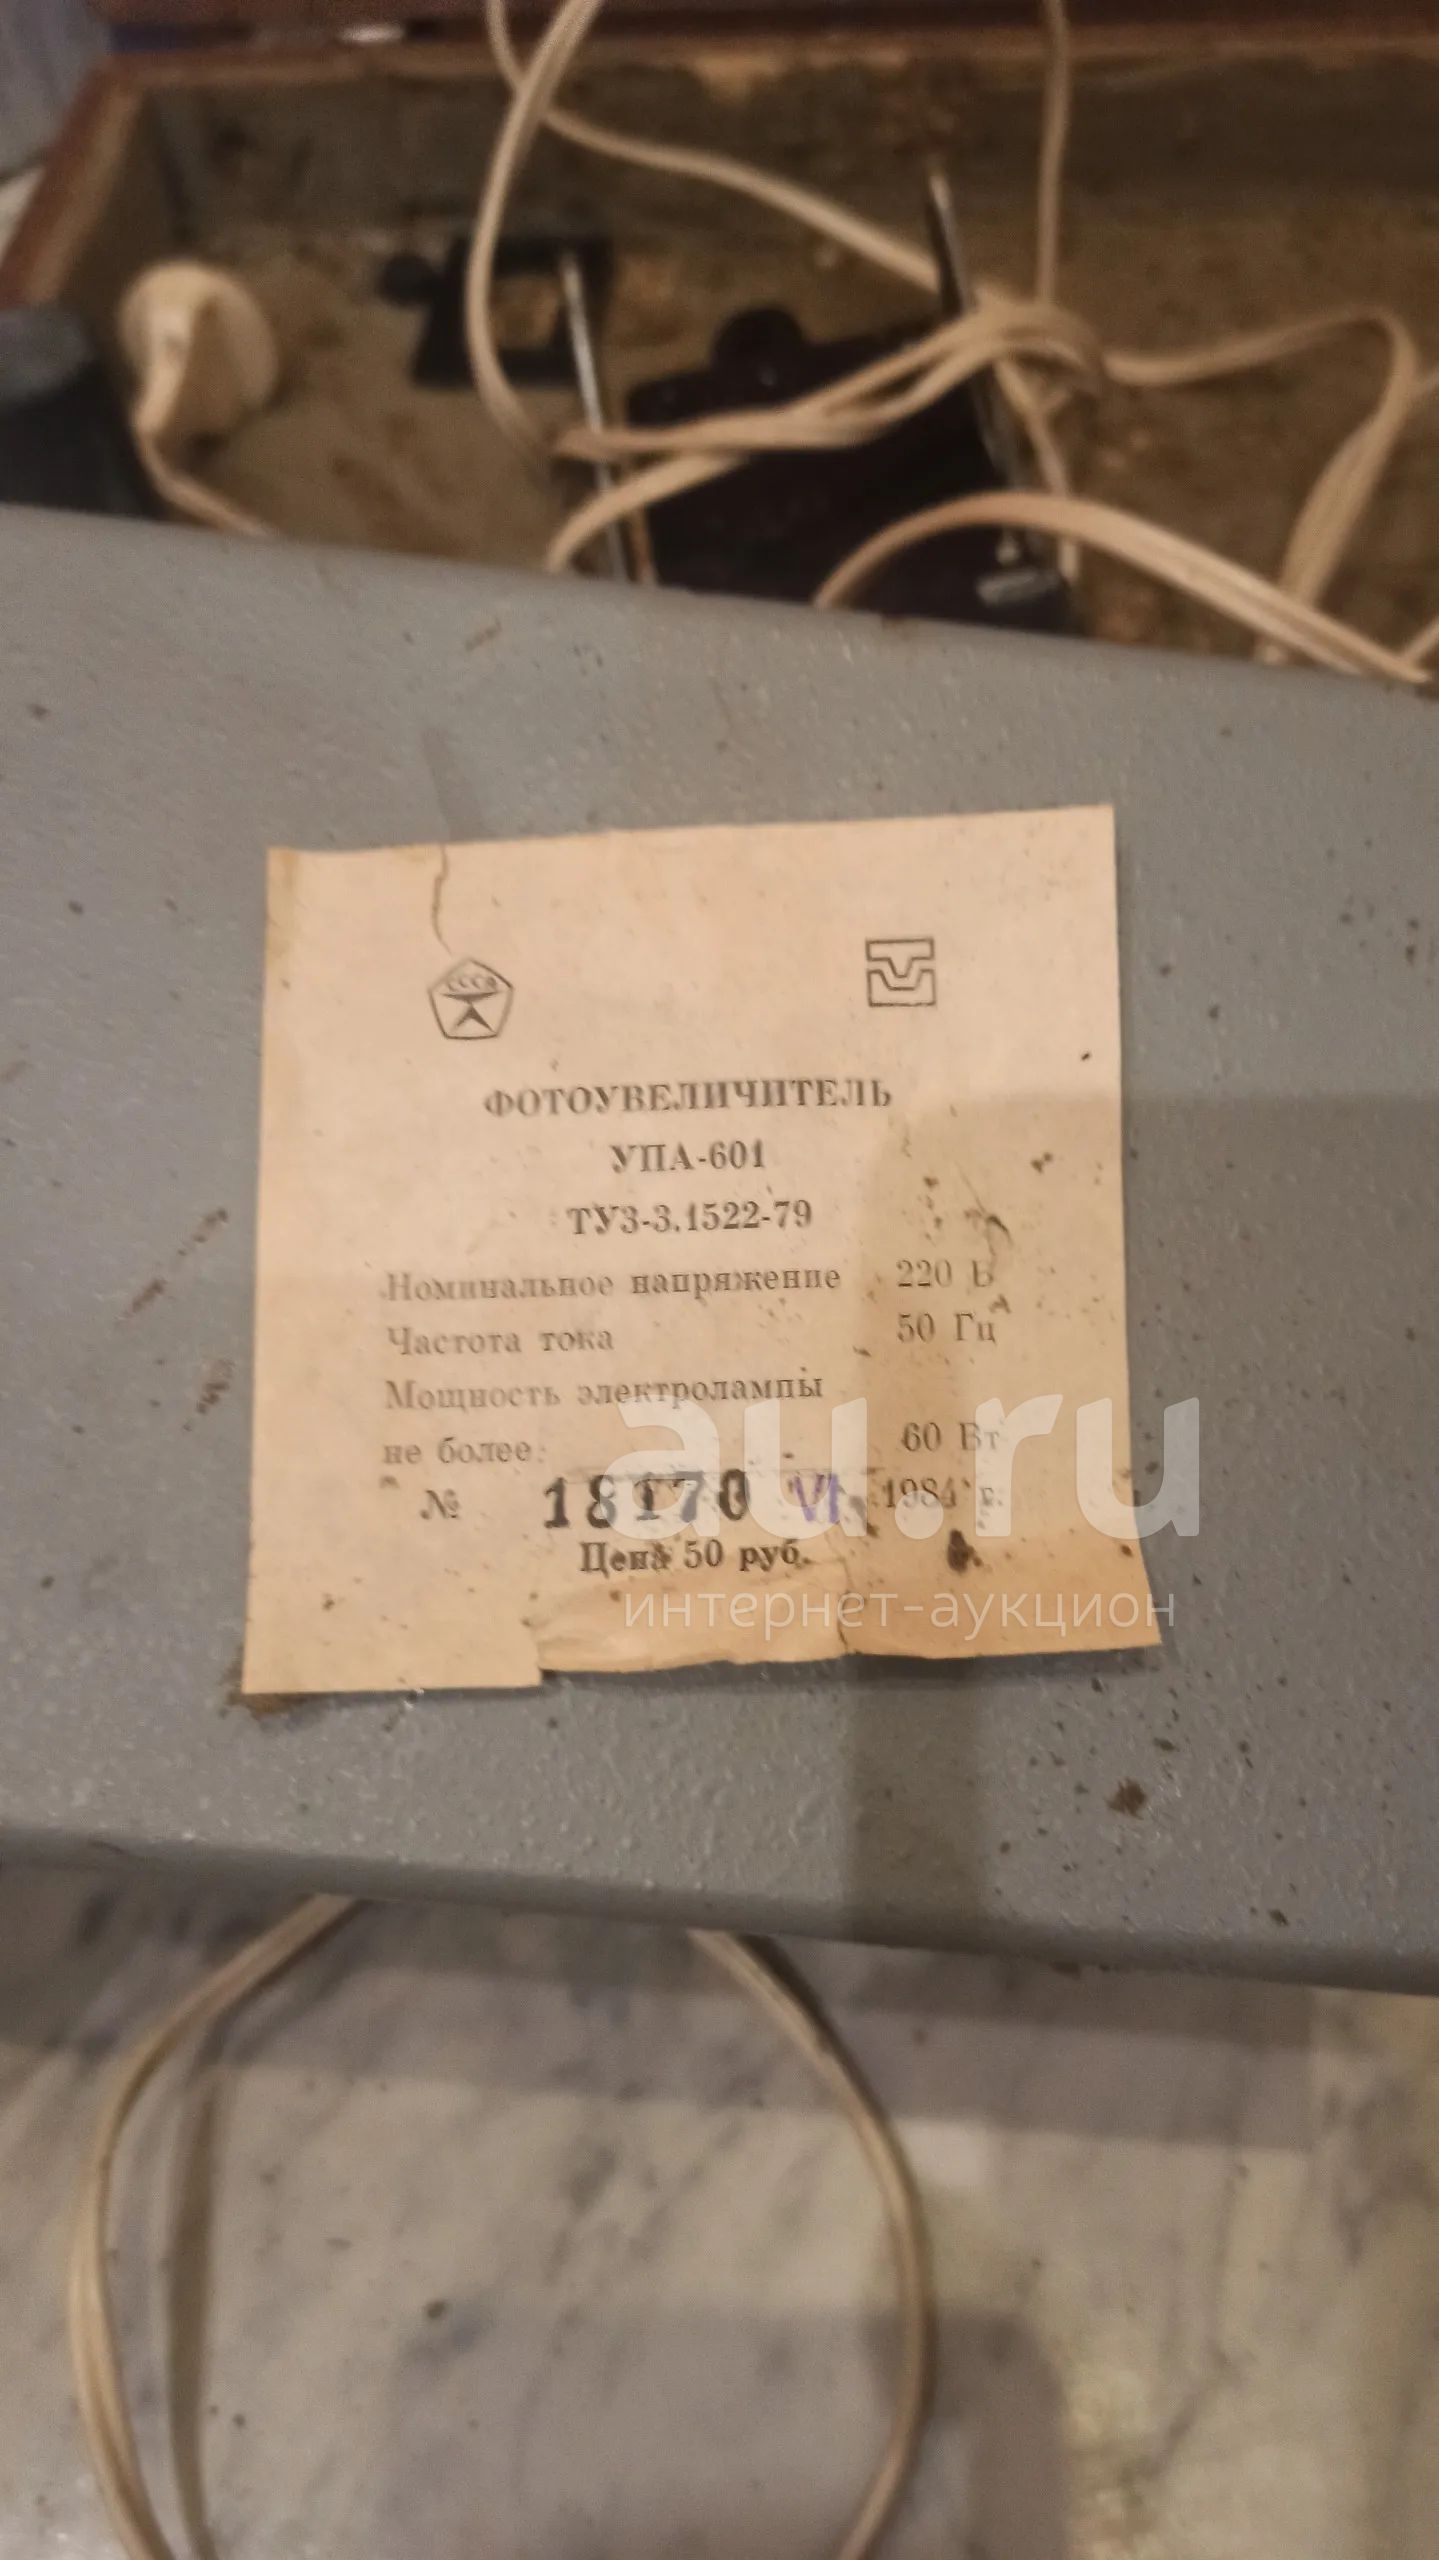 СССР
ФОТОУВЕЛИЧИТЕЛЬ
УПА-601
ТУ3-3.1522-79
Номинальное напряжение 220 В
Частота тока 50 Гц
Мощность электролампы
не более: 60 Вт
№ 18170 VI 1984 г.
Цена 50 руб.
au.ru
интернет-аукцион